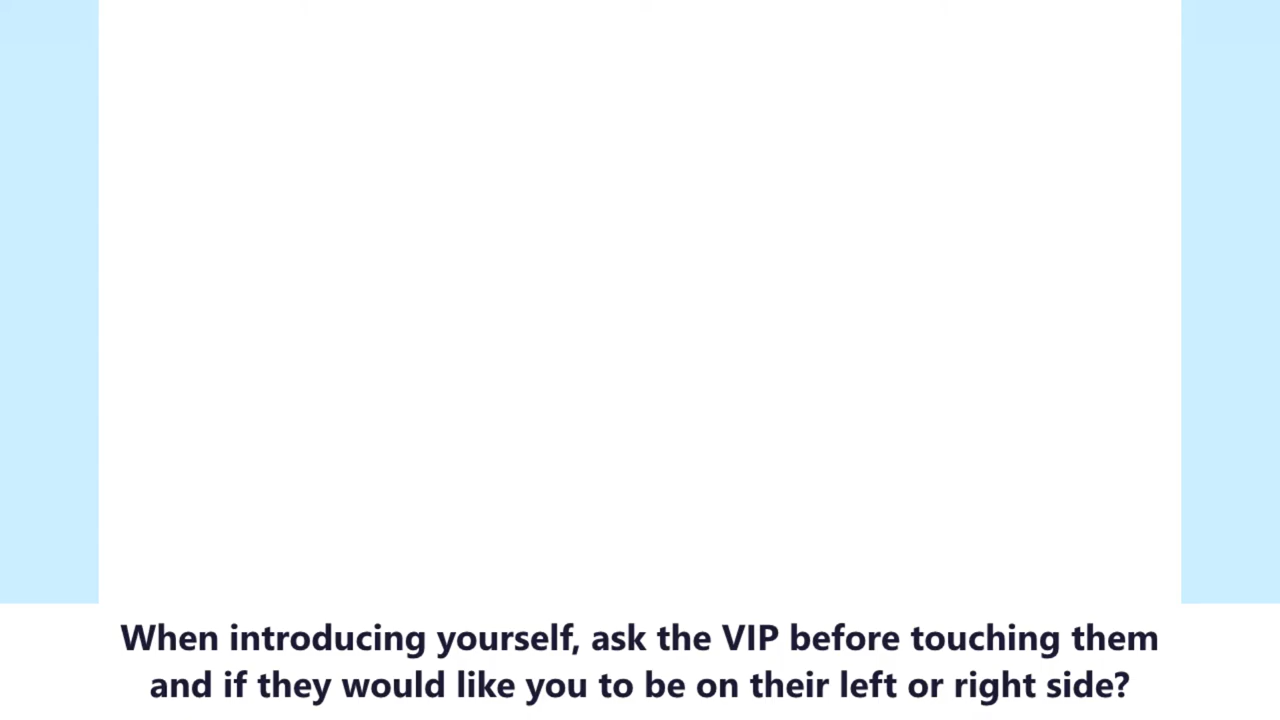 When introducing yourself, ask the VIP before touching them
and if they would like you to be on their left or right side?